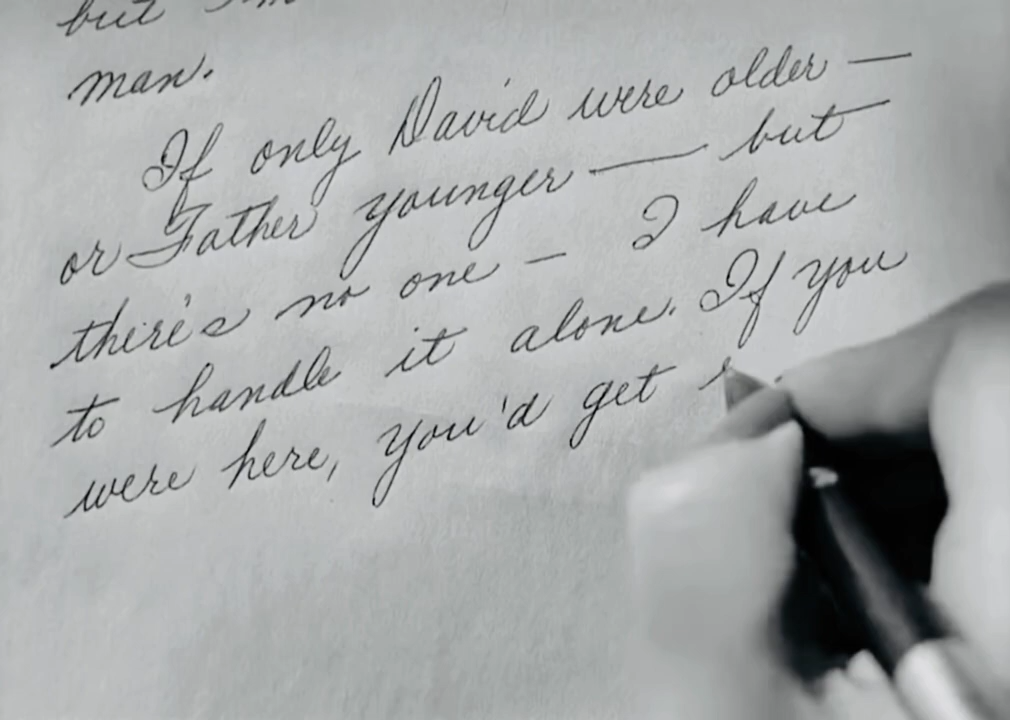 but
man.
If only David were older —
or Father younger — but —
there's no one — I have
to handle it alone. If you
were here, you'd get